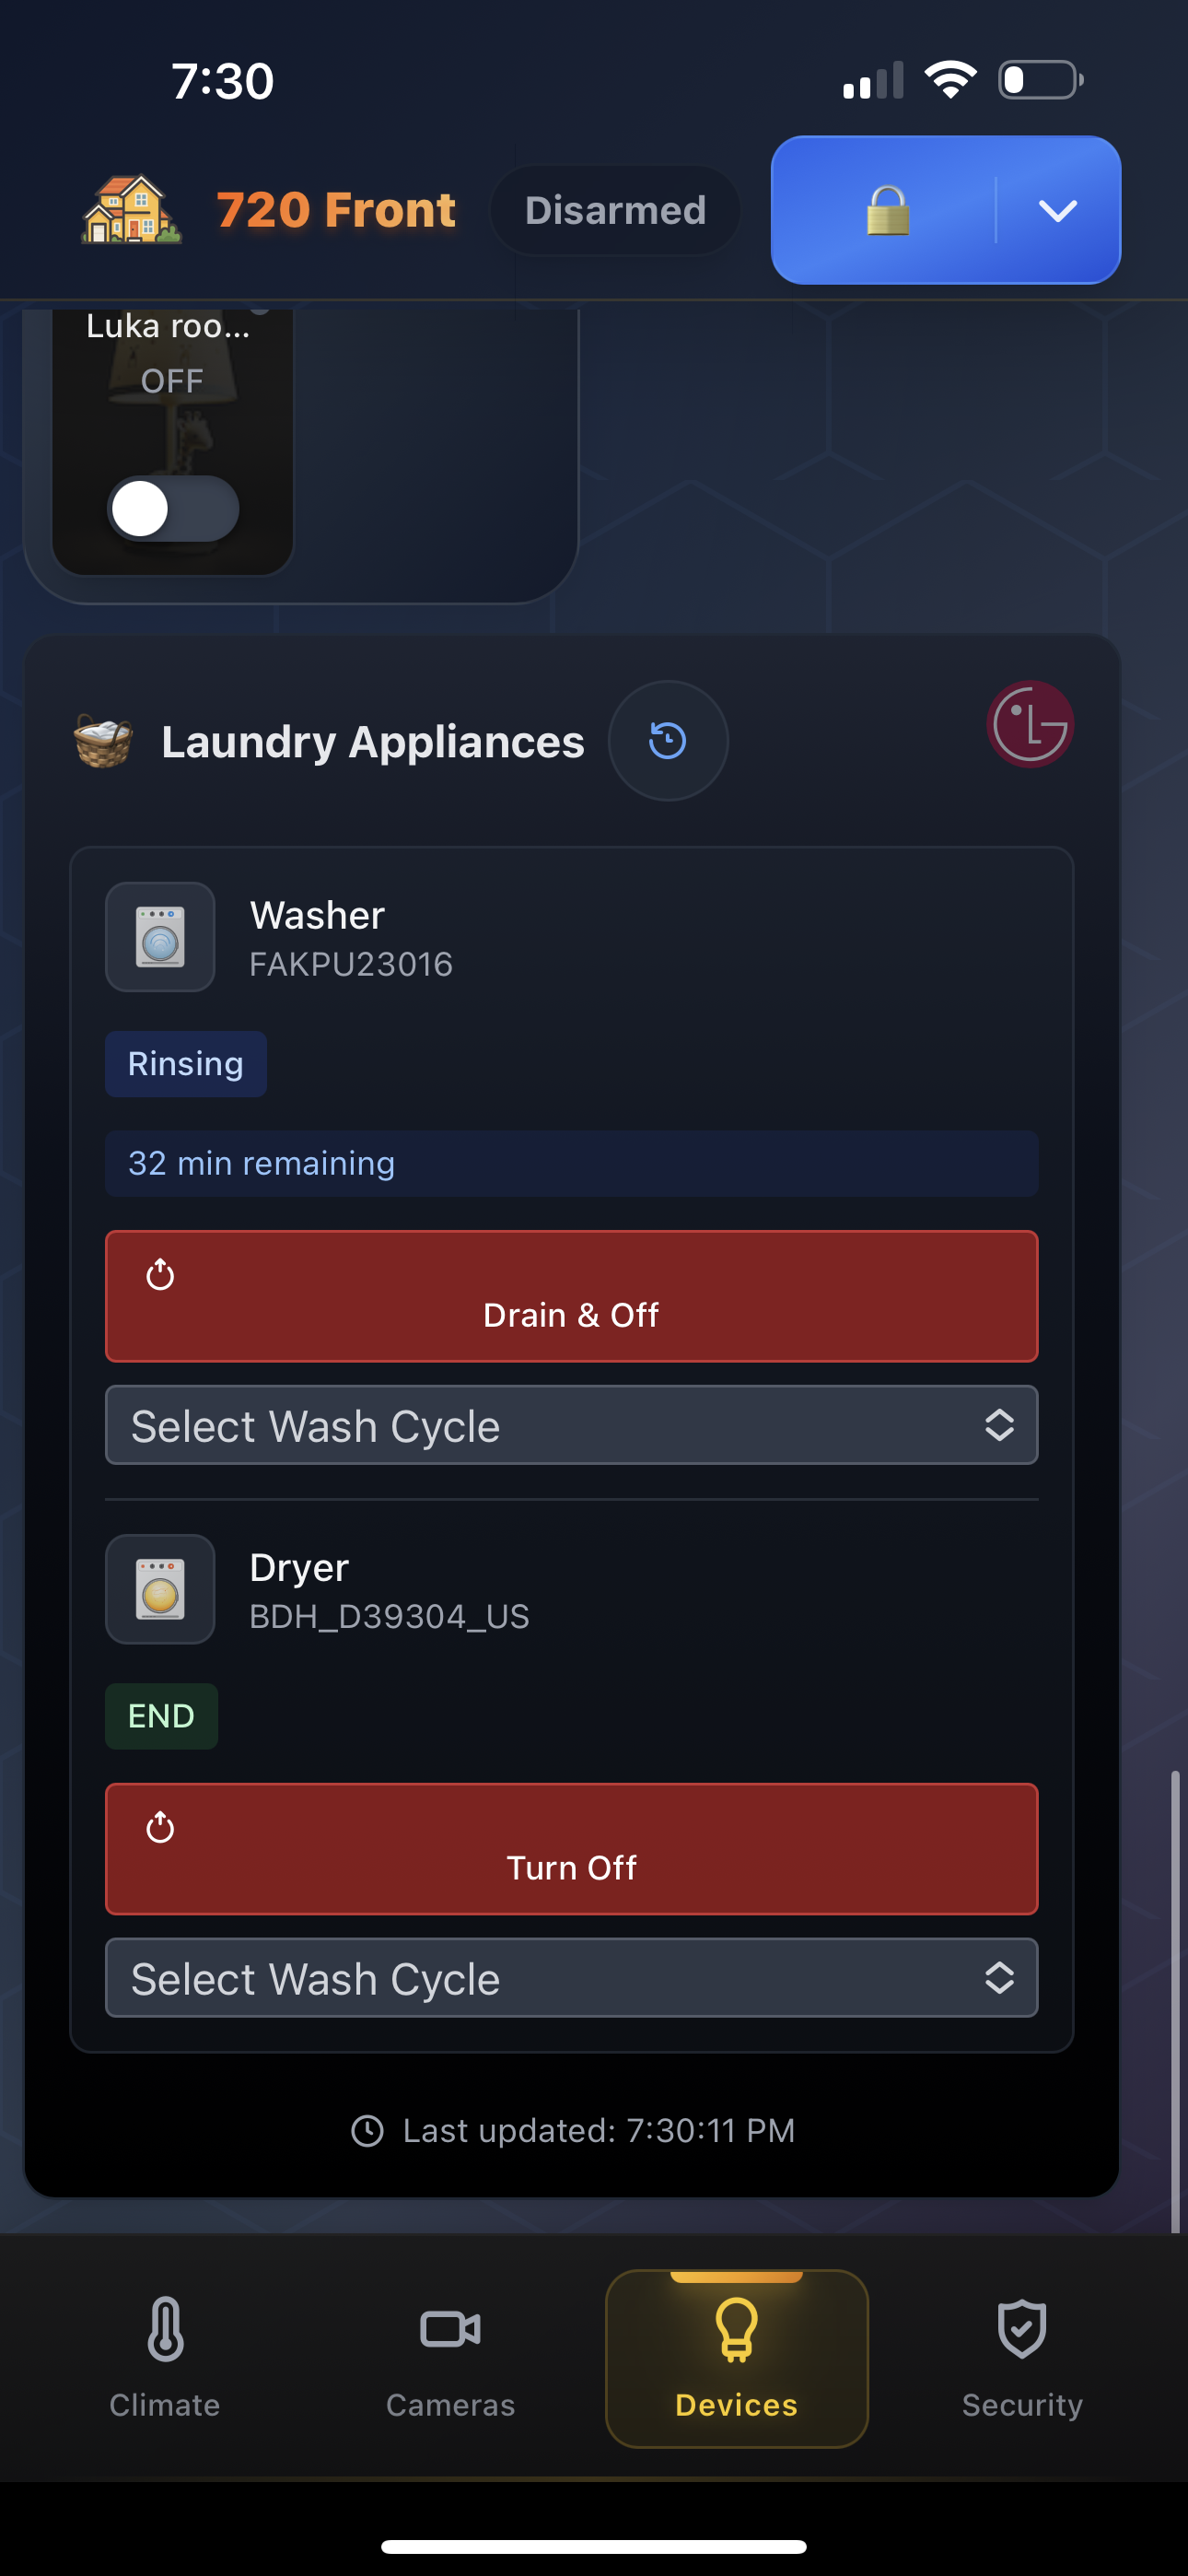 7:30
720 Front
Disarmed
Luka roo...
OFF
Laundry Appliances
LG
Washer
FAKPU23016
Rinsing
32 min remaining
Drain & Off
Select Wash Cycle
Dryer
BDH_D39304_US
END
Turn Off
Select Wash Cycle
Last updated: 7:30:11 PM
Climate
Cameras
Devices
Security